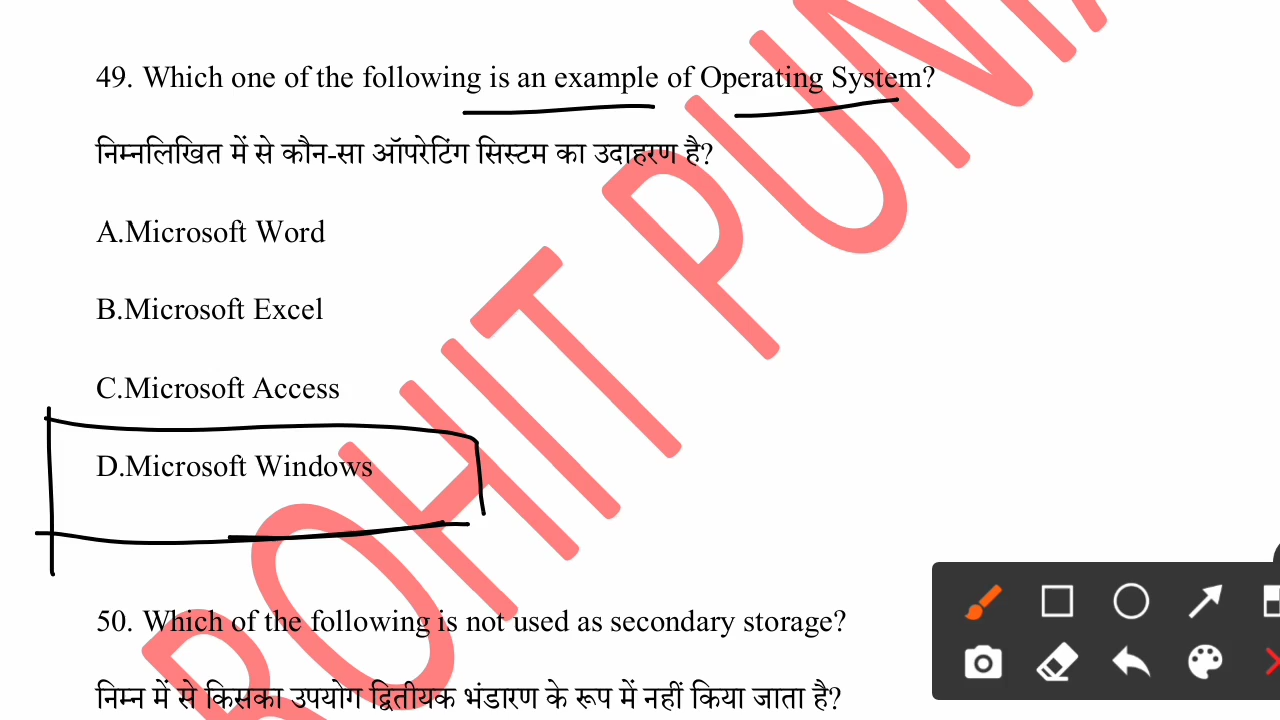 49. Which one of the following is an example of Operating System?
निम्नलिखित में से कौन-सा ऑपरेटिंग सिस्टम का उदाहरण है?
A.Microsoft Word
B.Microsoft Excel
C.Microsoft Access
D.Microsoft Windows
50. Which of the following is not used as secondary storage?
निम्न में से किसका उपयोग द्वितीयक भंडारण के रूप में नहीं किया जाता है?
ROHIT PUNIA